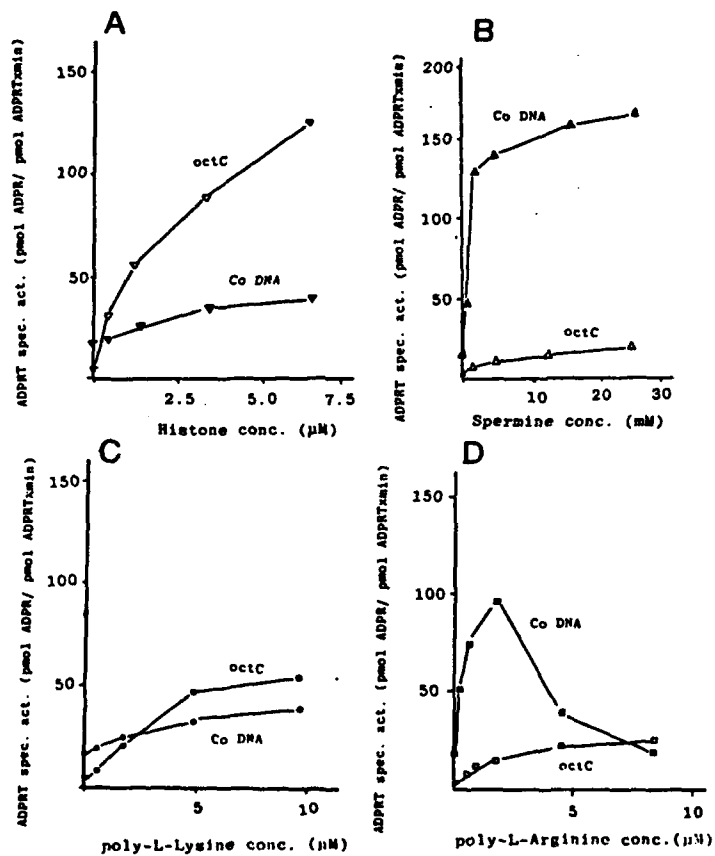 A
ADPRT spec. act. (pmol ADPR/ pmol ADPRTxmin)
150
100
50
octC
Co DNA
2.5
5.0
7.5
Histone conc. (µM)
B
ADPRT spec. act. (pmol ADPR/ pmol ADPRTxmin)
200
150
100
50
Co DNA
octC
10
20
30
Spermine conc. (mM)
C
ADPRT spec. act. (pmol ADPR/ pmol ADPRTxmin)
150
100
50
octC
Co DNA
5
10
poly-L-Lysine conc. (µM)
D
ADPRT spec. act. (pmol ADPR/ pmol ADPRTxmin)
150
100
50
Co DNA
octC
5
10
poly-L-Arginine conc.(µM)